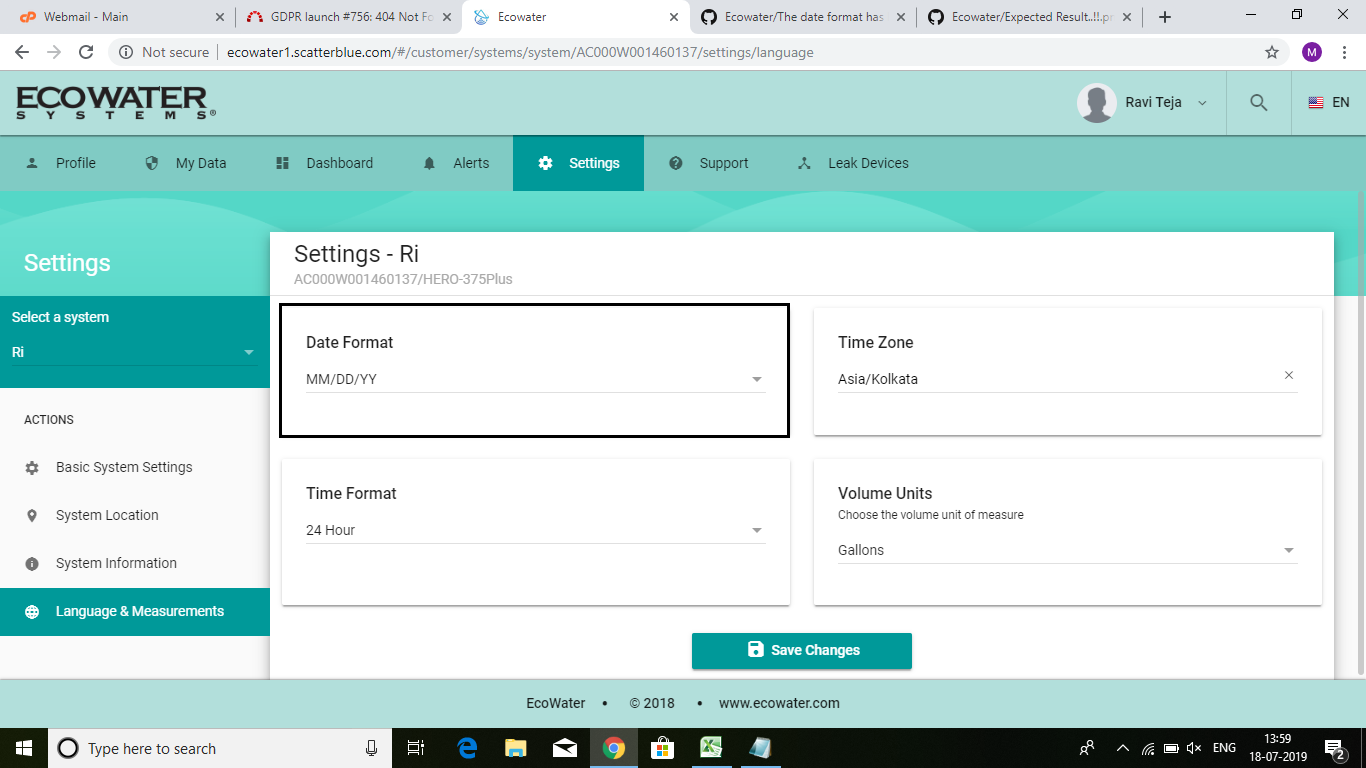 Webmail - Main
GDPR launch #756: 404 Not Fo
Ecowater
Ecowater/The date format has
Ecowater/Expected Result..!!.pr
Not secure
ecowater1.scatterblue.com/#/customer/systems/system/AC000W001460137/settings/language
M
ECOWATER
SYSTEMS®
Ravi Teja
EN
Profile
My Data
Dashboard
Alerts
Settings
Support
Leak Devices
Settings
Settings - Ri
AC000W001460137/HERO-375Plus
Select a system
Ri
Date Format
MM/DD/YY
Time Zone
Asia/Kolkata
ACTIONS
Basic System Settings
System Location
System Information
Language & Measurements
Time Format
24 Hour
Volume Units
Choose the volume unit of measure
Gallons
Save Changes
EcoWater • © 2018 • www.ecowater.com
Type here to search
ENG
13:59
18-07-2019
2